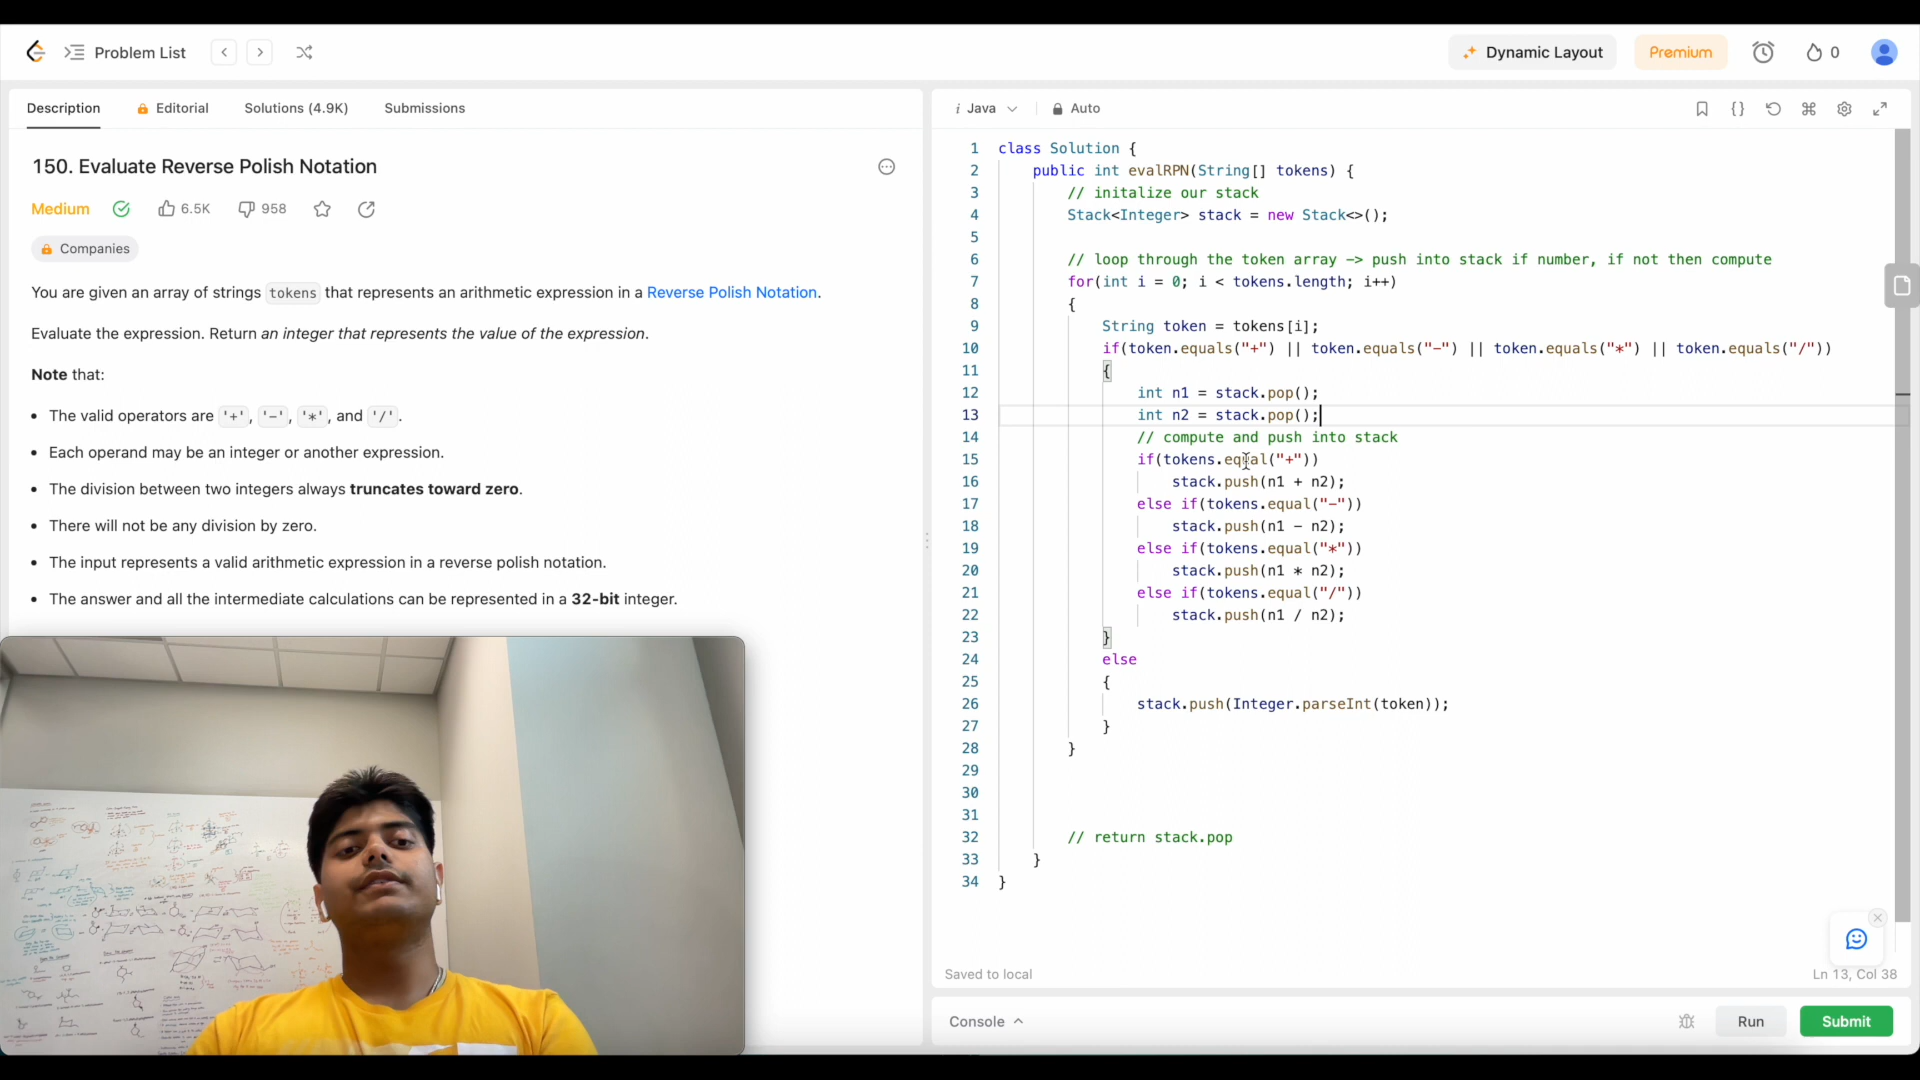 Problem List
Dynamic Layout
Premium
0
Description
Editorial
Solutions (4.9K)
Submissions
150. Evaluate Reverse Polish Notation
Medium
6.5K
958
Companies
You are given an array of strings tokens that represents an arithmetic expression in a Reverse Polish Notation.
Evaluate the expression. Return an integer that represents the value of the expression.
Note that:
• The valid operators are '+', '-', '*', and '/'.
• Each operand may be an integer or another expression.
• The division between two integers always truncates toward zero.
• There will not be any division by zero.
• The input represents a valid arithmetic expression in a reverse polish notation.
• The answer and all the intermediate calculations can be represented in a 32-bit integer.
i Java
Auto
1 class Solution {
2 public int evalRPN(String[] tokens) {
3 // initalize our stack
4 Stack<Integer> stack = new Stack<>();
5
6 // loop through the token array -> push into stack if number, if not then compute
7 for(int i = 0; i < tokens.length; i++)
8 {
9 String token = tokens[i];
10 if(token.equals("+") || token.equals("-") || token.equals("*") || token.equals("/"))
11 {
12 int n1 = stack.pop();
13 int n2 = stack.pop();
14 // compute and push into stack
15 if(tokens.equal("+"))
16 stack.push(n1 + n2);
17 else if(tokens.equal("-"))
18 stack.push(n1 - n2);
19 else if(tokens.equal("*"))
20 stack.push(n1 * n2);
21 else if(tokens.equal("/"))
22 stack.push(n1 / n2);
23 }
24 else
25 {
26 stack.push(Integer.parseInt(token));
27 }
28 }
29
30
31
32 // return stack.pop
33 }
34 }
Saved to local
Ln 13, Col 38
Console
Run
Submit